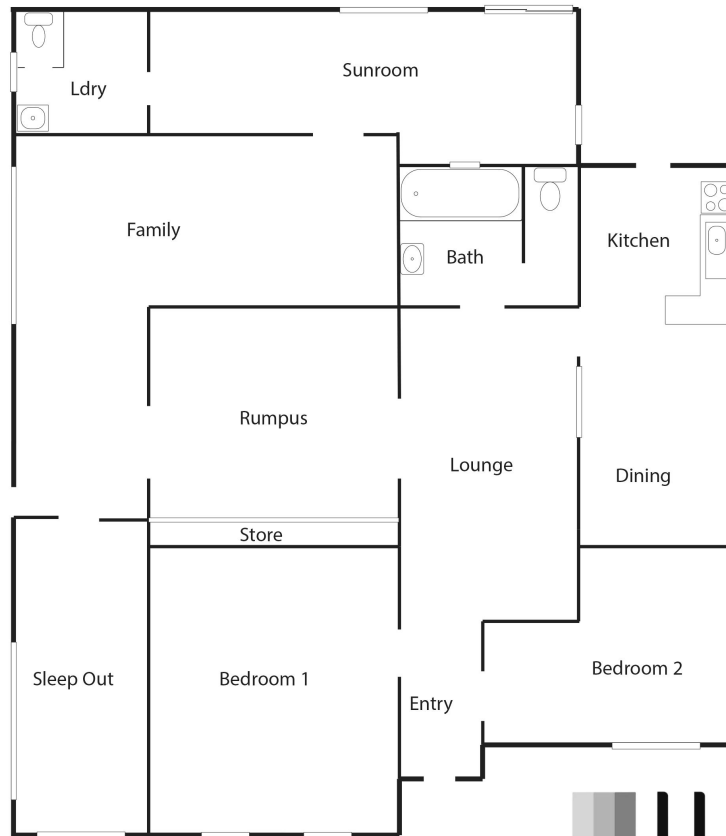 Sunroom
Ldry
Family
Kitchen
Bath
Rumpus
Lounge
Dining
Store
Sleep Out
Bedroom 1
Bedroom 2
Entry